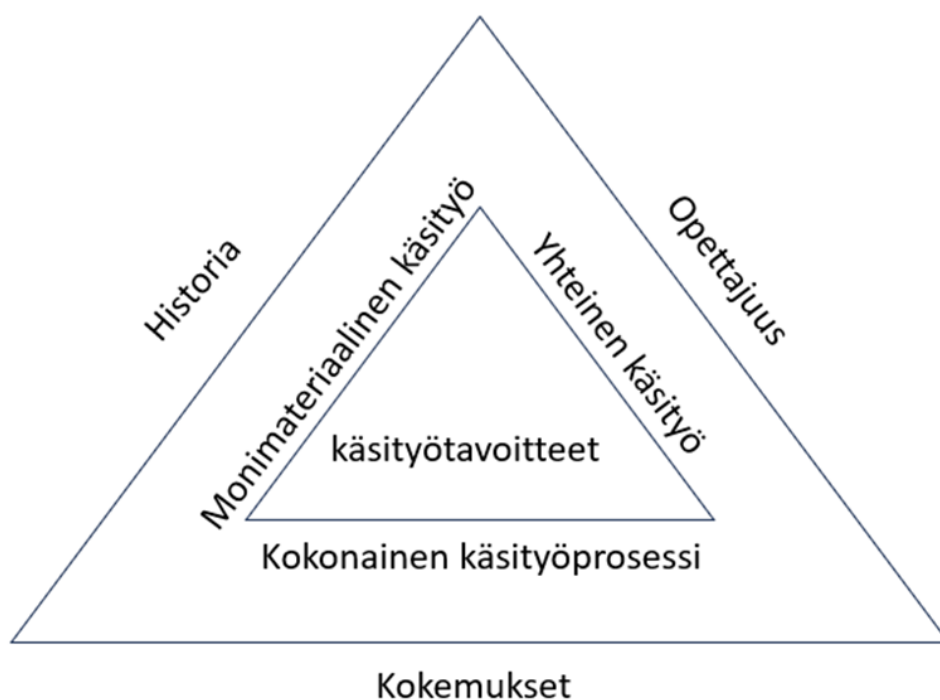 Historia
Opettajuus
Monimateriaalinen käsityö
Yhteinen käsityö
käsityötavoitteet
Kokonainen käsityöprosessi
Kokemukset